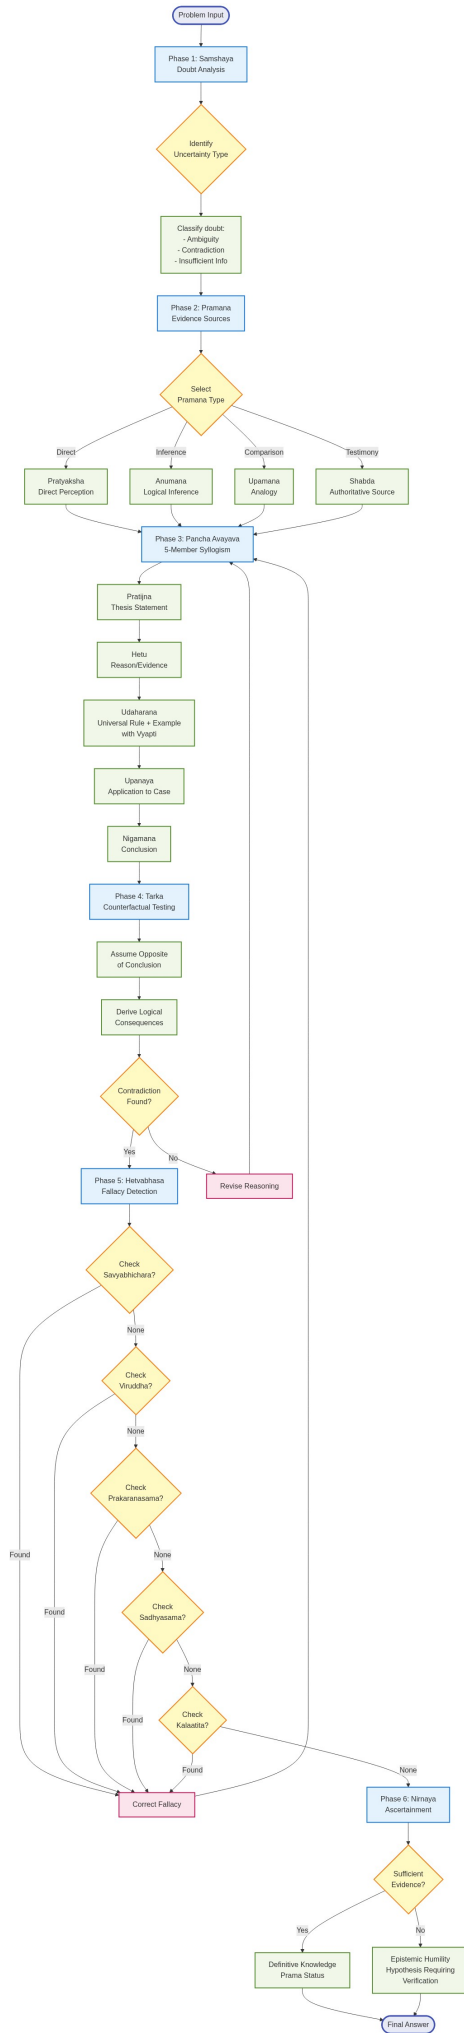 Problem Input
Phase 1: Samshaya
Doubt Analysis
Identify
Uncertainty Type
Classify doubt:
- Ambiguity
- Contradiction
- Insufficient Info
Phase 2: Pramana
Evidence Sources
Select
Pramana Type
Direct
Inference
Comparison
Testimony
Pratyaksha
Direct Perception
Anumana
Logical Inference
Upamana
Analogy
Shabda
Authoritative Source
Phase 3: Pancha Avayava
5-Member Syllogism
Pratijna
Thesis Statement
Hetu
Reason/Evidence
Udaharana
Universal Rule + Example
with Vyapti
Upanaya
Application to Case
Nigamana
Conclusion
Phase 4: Tarka
Counterfactual Testing
Assume Opposite
of Conclusion
Derive Logical
Consequences
Contradiction
Found?
Yes
No
Phase 5: Hetvabhasa
Fallacy Detection
Revise Reasoning
Check
Savyabhichara?
None
Check
Viruddha?
None
Check
Prakaranasama?
Found
None
Check
Sadhyasama?
Found
Found
None
Check
Kalaatita?
Found
Found
None
Correct Fallacy
Phase 6: Nirnaya
Ascertainment
Sufficient
Evidence?
Yes
No
Definitive Knowledge
Prama Status
Epistemic Humility
Hypothesis Requiring
Verification
Final Answer